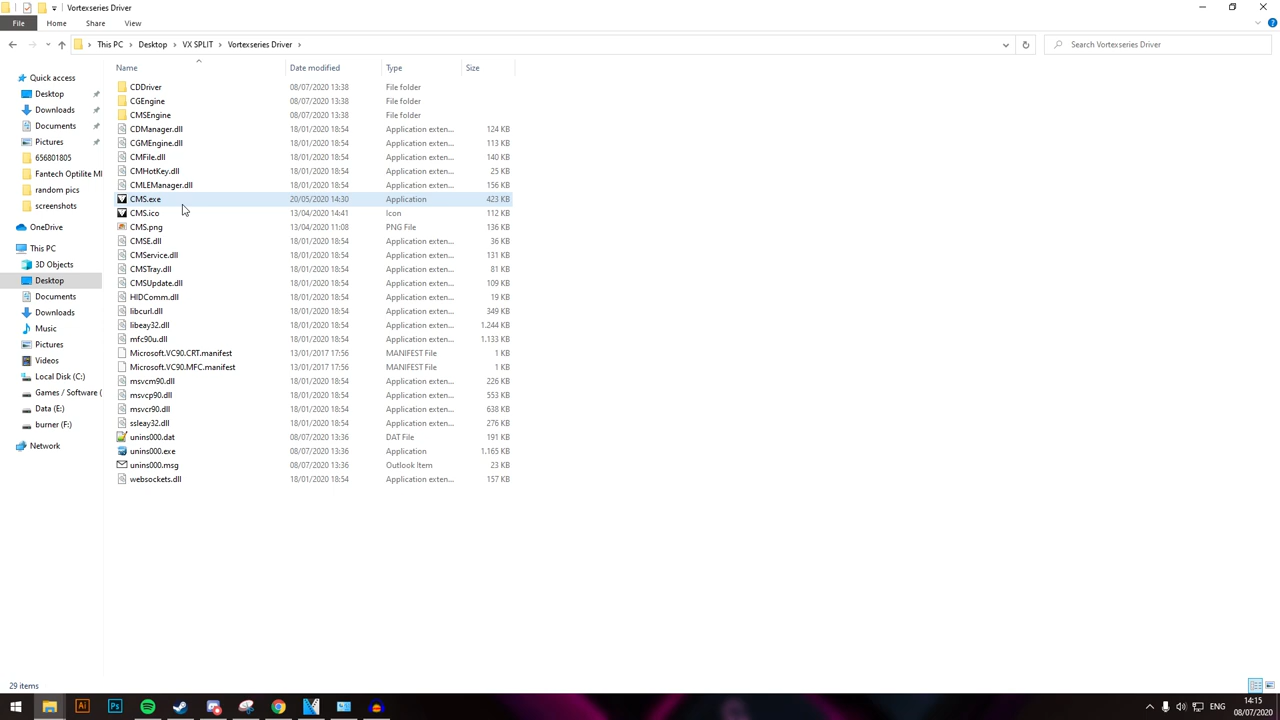 Vortexseries Driver
File Home Share View
This PC Desktop VX SPLIT Vortexseries Driver
Search Vortexseries Driver
Name Date modified Type Size
Quick access
Desktop
Downloads
Documents
Pictures
656801805
Fantech Optilite MI
random pics
screenshots
OneDrive
This PC
3D Objects
Desktop
Documents
Downloads
Music
Pictures
Videos
Local Disk (C:)
Games / Software (
Data (E:)
burner (F:)
Network
CDDriver 08/07/2020 13:38 File folder
CGEngine 08/07/2020 13:38 File folder
CMSEngine 08/07/2020 13:38 File folder
CDManager.dll 18/01/2020 18:54 Application exten... 124 KB
CGMEngine.dll 18/01/2020 18:54 Application exten... 113 KB
CMFile.dll 18/01/2020 18:54 Application exten... 140 KB
CMHotKey.dll 18/01/2020 18:54 Application exten... 25 KB
CMLEManager.dll 18/01/2020 18:54 Application exten... 156 KB
CMS.exe 20/05/2020 14:30 Application 423 KB
CMS.ico 13/04/2020 14:41 Icon 112 KB
CMS.png 13/04/2020 11:08 PNG File 136 KB
CMSE.dll 18/01/2020 18:54 Application exten... 36 KB
CMService.dll 18/01/2020 18:54 Application exten... 131 KB
CMSTray.dll 18/01/2020 18:54 Application exten... 81 KB
CMSUpdate.dll 18/01/2020 18:54 Application exten... 109 KB
HIDComm.dll 18/01/2020 18:54 Application exten... 19 KB
libcurl.dll 18/01/2020 18:54 Application exten... 349 KB
libeay32.dll 18/01/2020 18:54 Application exten... 1.244 KB
mfc90u.dll 18/01/2020 18:54 Application exten... 1.133 KB
Microsoft.VC90.CRT.manifest 13/01/2017 17:56 MANIFEST File 1 KB
Microsoft.VC90.MFC.manifest 13/01/2017 17:56 MANIFEST File 1 KB
msvcm90.dll 18/01/2020 18:54 Application exten... 226 KB
msvcp90.dll 18/01/2020 18:54 Application exten... 553 KB
msvcr90.dll 18/01/2020 18:54 Application exten... 638 KB
ssleay32.dll 18/01/2020 18:54 Application exten... 276 KB
unins000.dat 08/07/2020 13:36 DAT File 191 KB
unins000.exe 08/07/2020 13:36 Application 1.165 KB
unins000.msg 08/07/2020 13:36 Outlook Item 23 KB
websockets.dll 18/01/2020 18:54 Application exten... 157 KB
29 items
Ai Ps ENG 14:15
08/07/2020